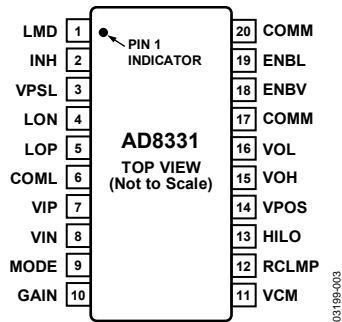 LMD 1
INH 2
VPSL 3
LON 4
LOP 5
COML 6
VIP 7
VIN 8
MODE 9
GAIN 10
PIN 1
INDICATOR
AD8331
TOP VIEW
(Not to Scale)
20 COMM
19 ENBL
18 ENBV
17 COMM
16 VOL
15 VOH
14 VPOS
13 HILO
12 RCLMP
11 VCM
03199-003